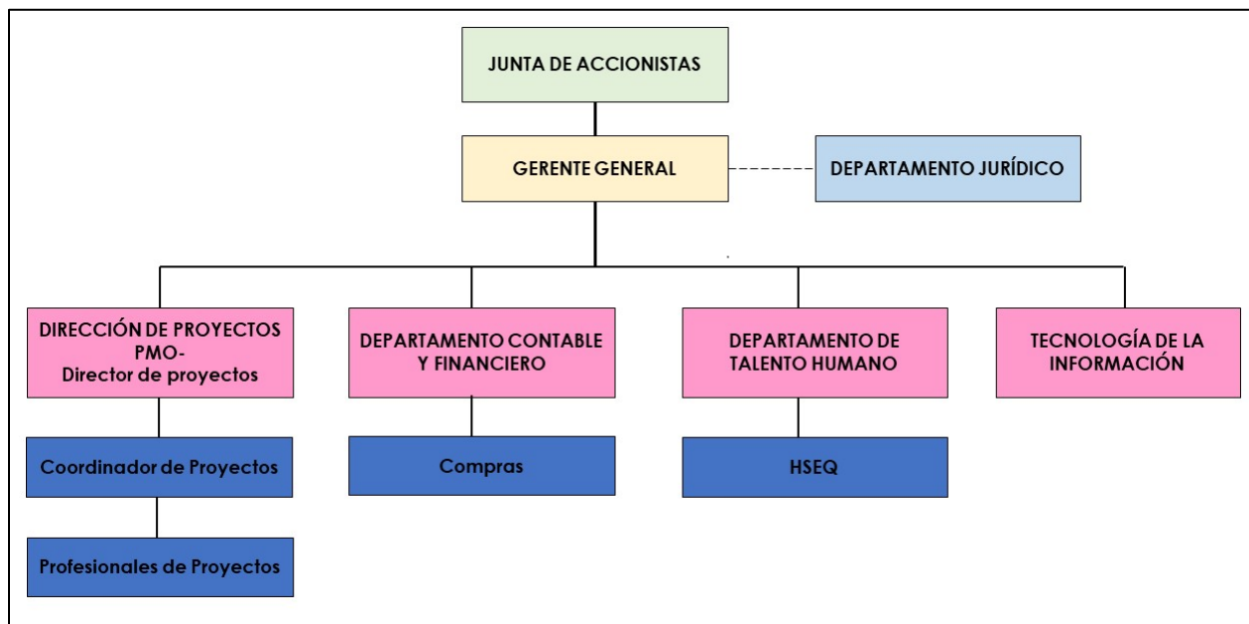 JUNTA DE ACCIONISTAS
GERENTE GENERAL
DEPARTAMENTO JURÍDICO
DIRECCIÓN DE PROYECTOS
PMO-
Director de proyectos
DEPARTAMENTO CONTABLE
Y FINANCIERO
DEPARTAMENTO DE
TALENTO HUMANO
TECNOLOGÍA DE LA
INFORMACIÓN
Coordinador de Proyectos
Compras
HSEQ
Profesionales de Proyectos